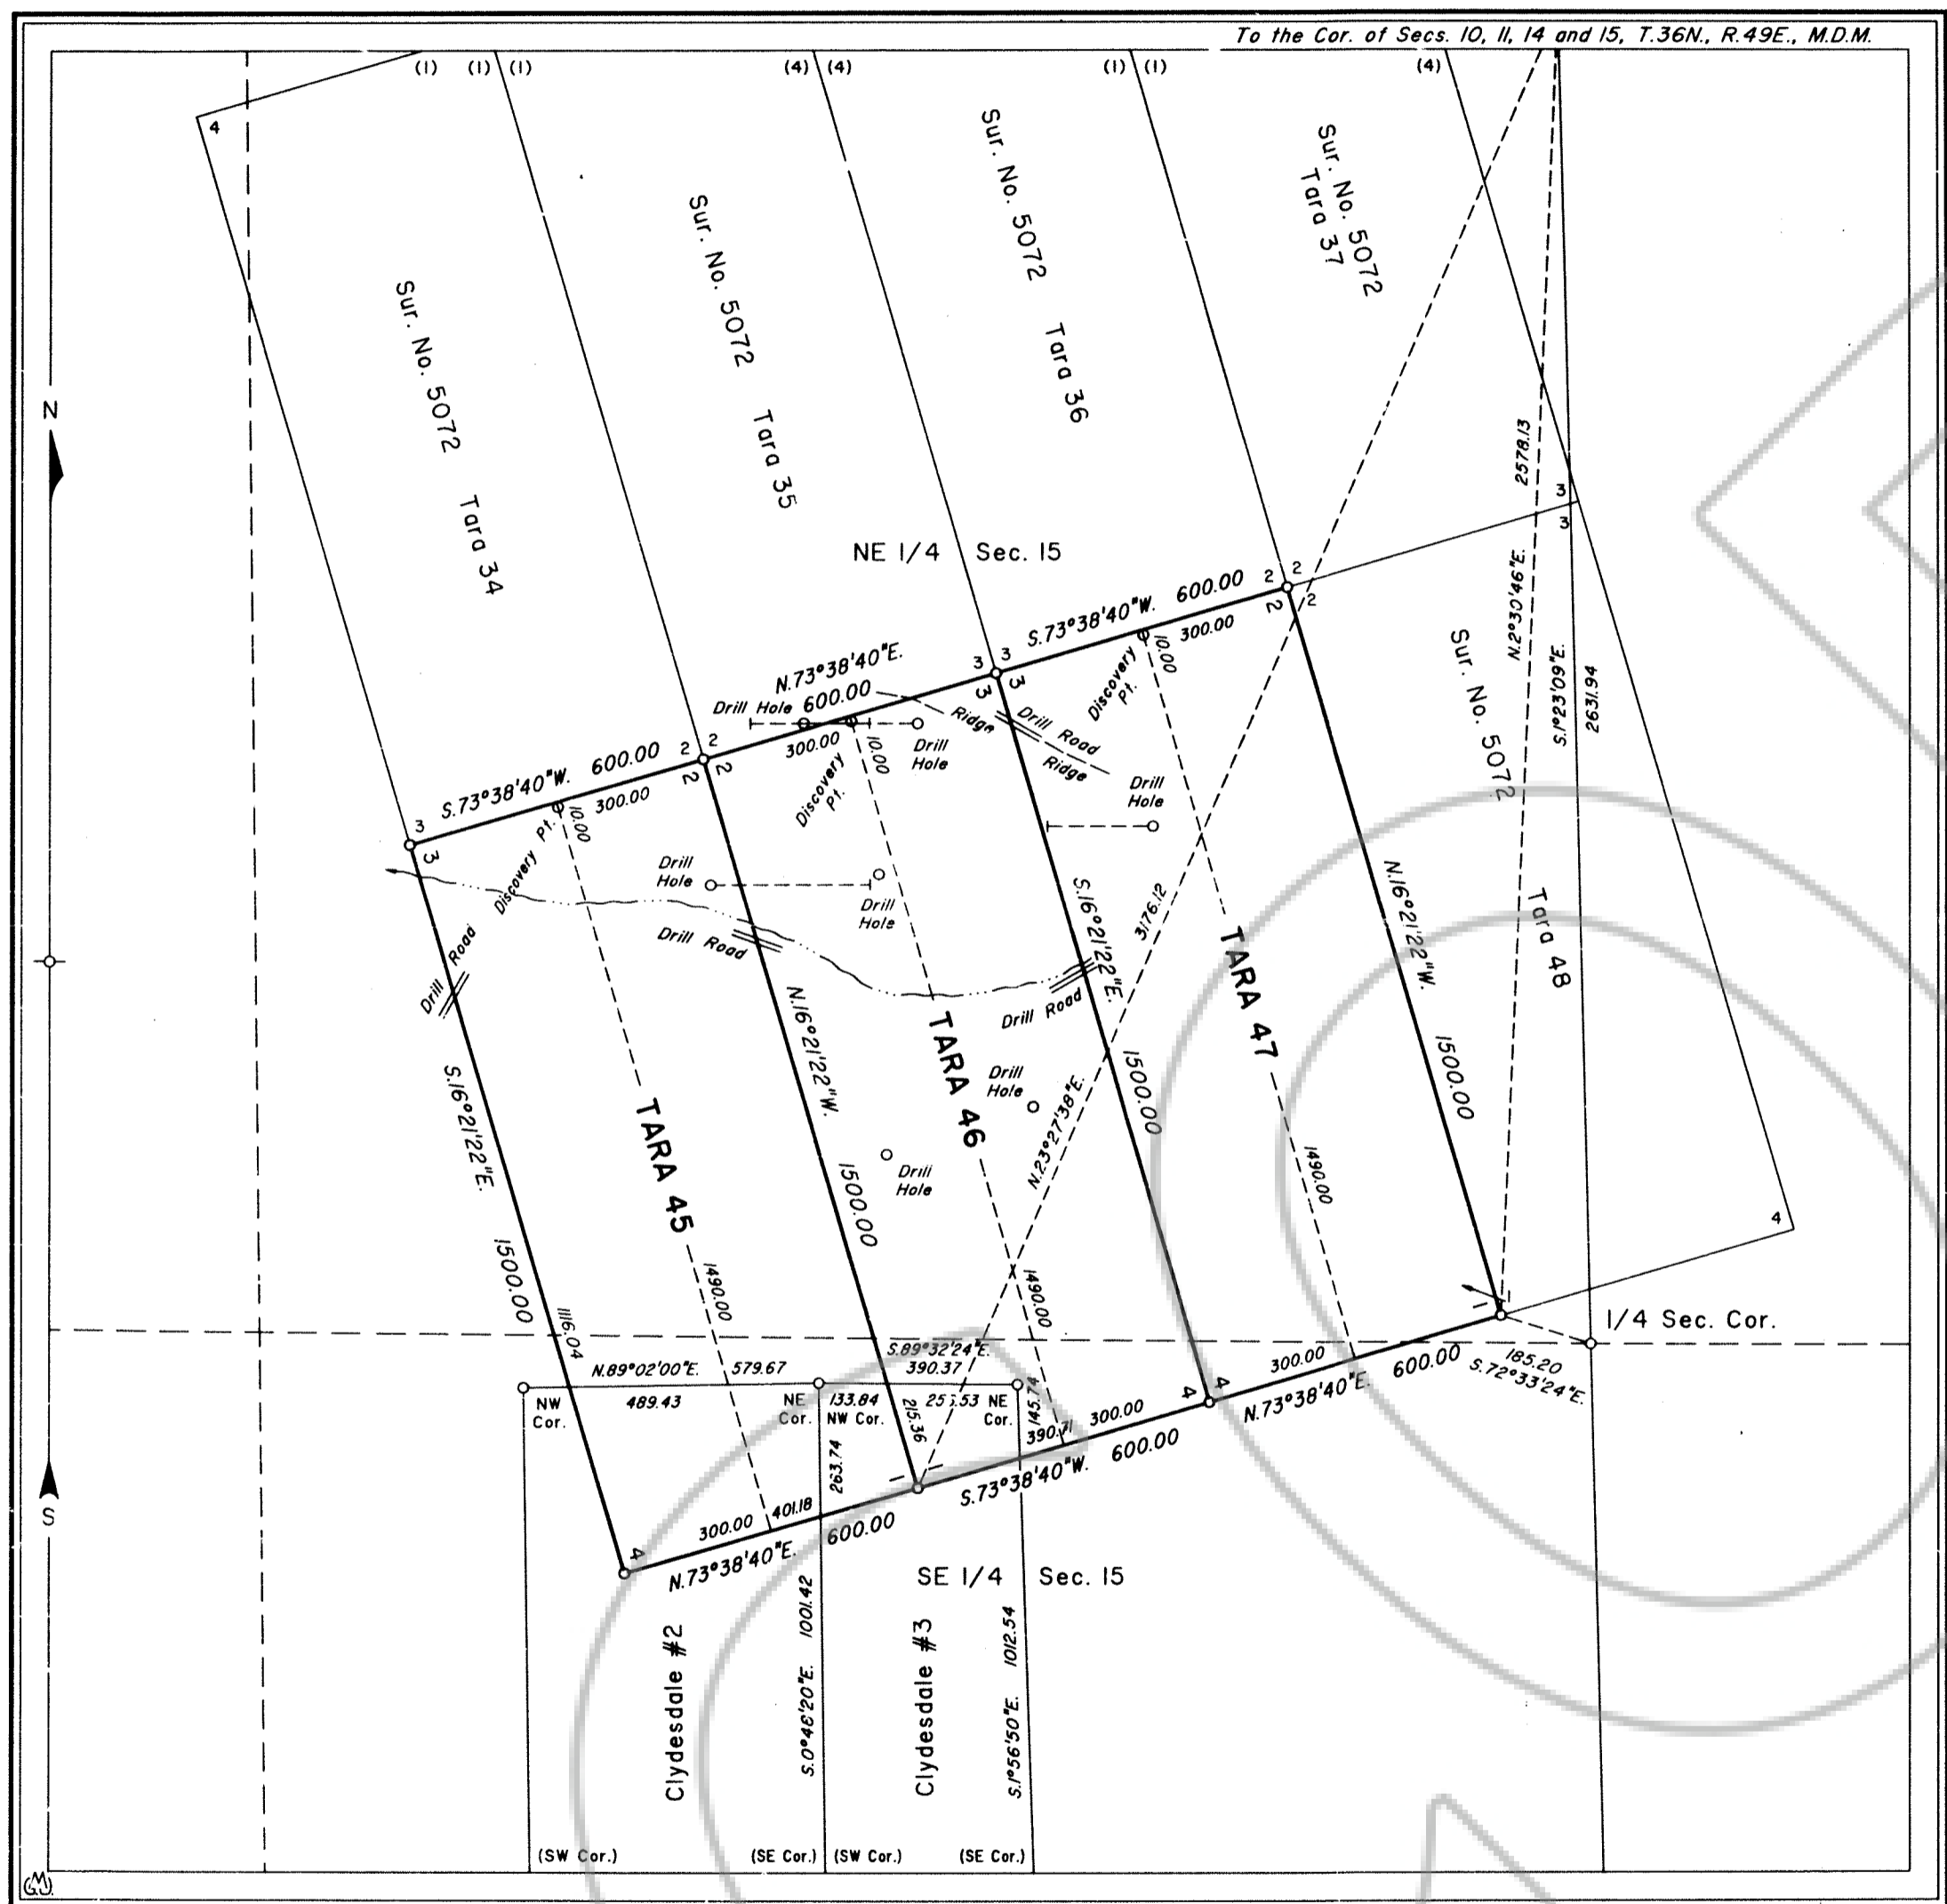 To the Cor. of Secs. 10, 11, 14 and 15, T.36N., R.49E., M.D.M.
(1) (1) (1) (4) (4) (1) (1) (4)
4
Sur. No. 5072 Tara 34
Sur. No. 5072 Tara 35
Sur. No. 5072 Tara 36
Sur. No. 5072
Tara 37
N
NE 1/4 Sec. 15
2578.13
N.2°30'46"E.
S.1°23'09"E.
2631.94
3
3
Sur. No. 5072 Tara 48
4
S.73°38'40"W. 600.00
300.00
10.00
Discovery Pt.
2 2
2 2
N.73°38'40"E.
600.00
Drill Hole
Ridge
Drill Road
Ridge
3 3
3 3
S.73°38'40"W. 600.00
300.00
10.00
Discovery
Pt.
2 2
2 2
Drill
Hole
300.00
10.00
Discovery
Pt.
3
3
Drill
Hole
Drill
Hole
Drill
Hole
Drill Road
Drill Road
Drill Road
S.16°21'22"E.
1500.00
1116.04
TARA 45
1490.00
N.16°21'22"W.
1500.00
215.36
TARA 46
1490.00
Drill
Hole
Drill
Hole
S.16°21'22"E.
1500.00
3176.12
N.23°27'38"E.
TARA 47
1490.00
N.16°21'22"W.
1500.00
1
1/4 Sec. Cor.
185.20
S.72°33'24"E.
N.89°02'00"E. 579.67
489.43
S.89°32'24"E.
390.37
NW
Cor.
NE
Cor.
133.84
NW Cor.
NE
Cor.
145.74
263.74
300.00
600.00
N.73°38'40"E.
4 4
300.00
600.00
S.73°38'40"W.
300.00 401.18
600.00
N.73°38'40"E.
4
S
SE 1/4 Sec. 15
Clydesdale #2
1001.42
Clydesdale #3
S.1°56'50"E. 1012.54
(SW Cor.) (SE Cor.) (SW Cor.) (SE Cor.)